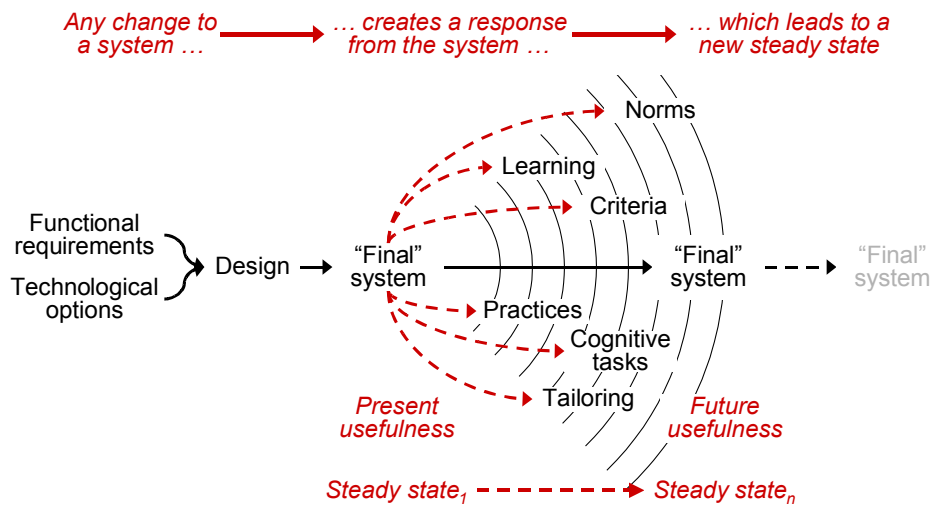 Any change to
a system …
… creates a response
from the system …
… which leads to a
new steady state
Norms
Learning
Criteria
Functional
requirements
Technological
options
Design
“Final”
system
“Final”
system
“Final”
system
Practices
Cognitive
tasks
Tailoring
Present
usefulness
Future
usefulness
Steady state1
Steady staten